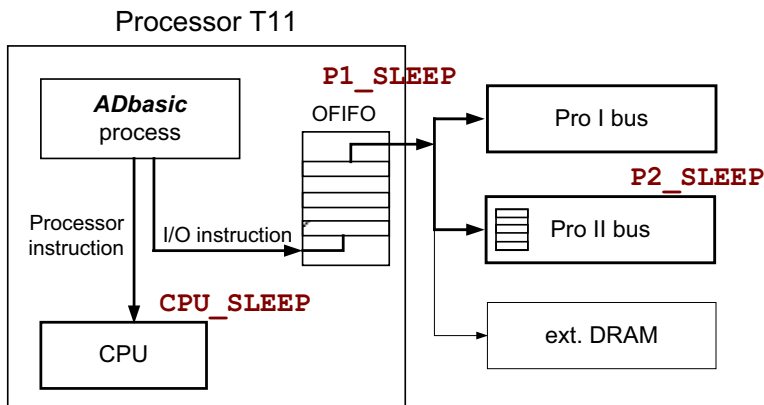 Processor T11
P1_SLEEP
ADbasic
process
OFIFO
Pro I bus
P2_SLEEP
Processor
instruction
I/O instruction
Pro II bus
CPU_SLEEP
CPU
ext. DRAM